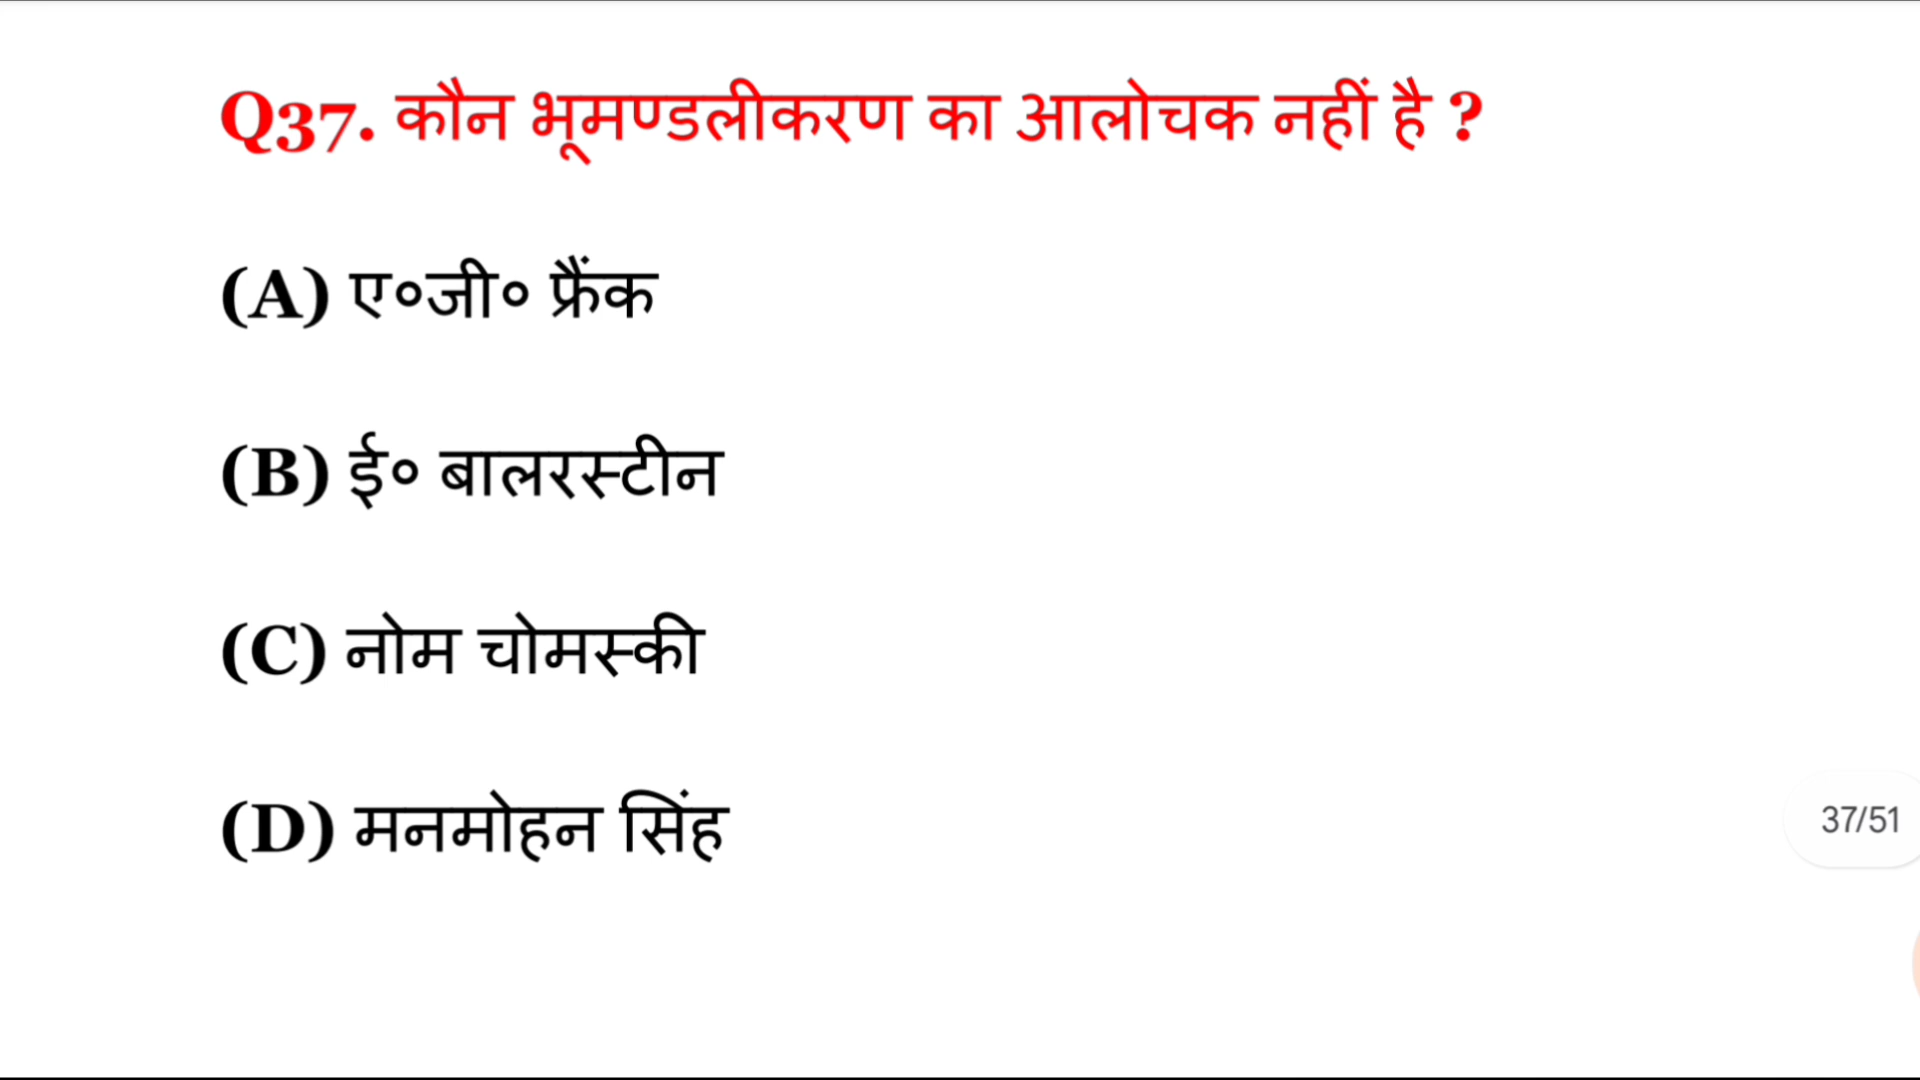 Q37. कौन भूमण्डलीकरण का आलोचक नहीं है ?
(A) ए०जी० फ्रैंक
(B) ई० बालरस्टीन
(C) नोम चोमस्की
(D) मनमोहन सिंह
37/51